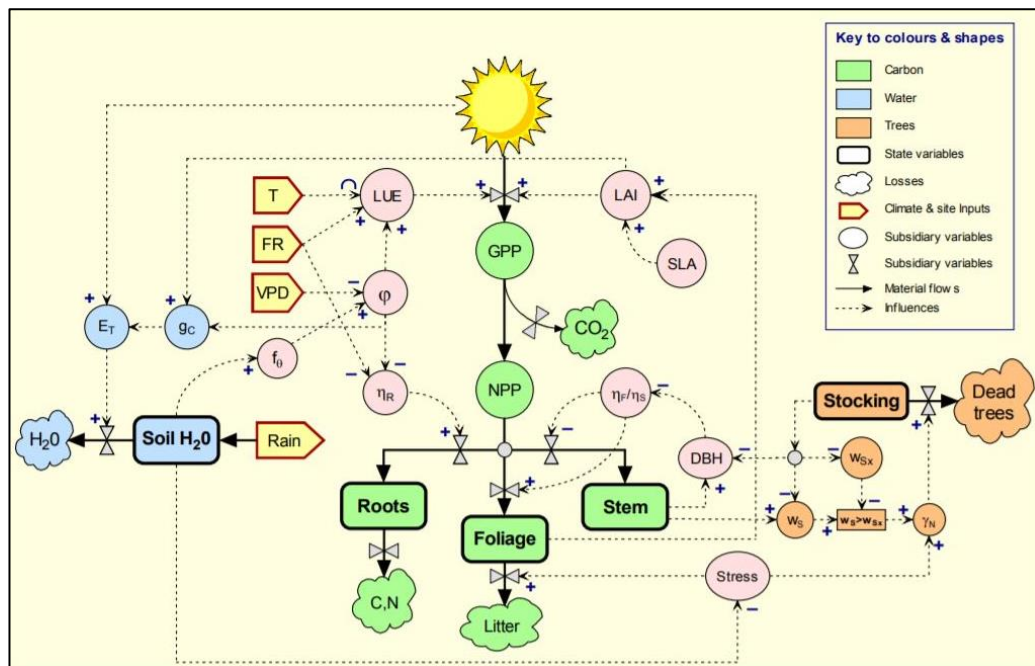 Key to colours & shapes
Carbon
Water
Trees
State variables
Losses
Climate & site Inputs
Subsidiary variables
Subsidiary variables
Material flow s
Influences
T
LUE
+
+
LAI
+
+
+
+
FR
GPP
SLA
VPD
−
φ
+
+
+
E_T
g_C
CO₂
f_θ
+
−
−
η_R
NPP
η_F/η_S
−
Stocking
Dead
trees
+
H₂0
Soil H₂0
Rain
+
−
DBH
−
−
w_Sx
Roots
+
Stem
+
−
−
+
w_S
+
w_S>w_Sx
+
γ_N
+
Foliage
C,N
+
Stress
−
Litter